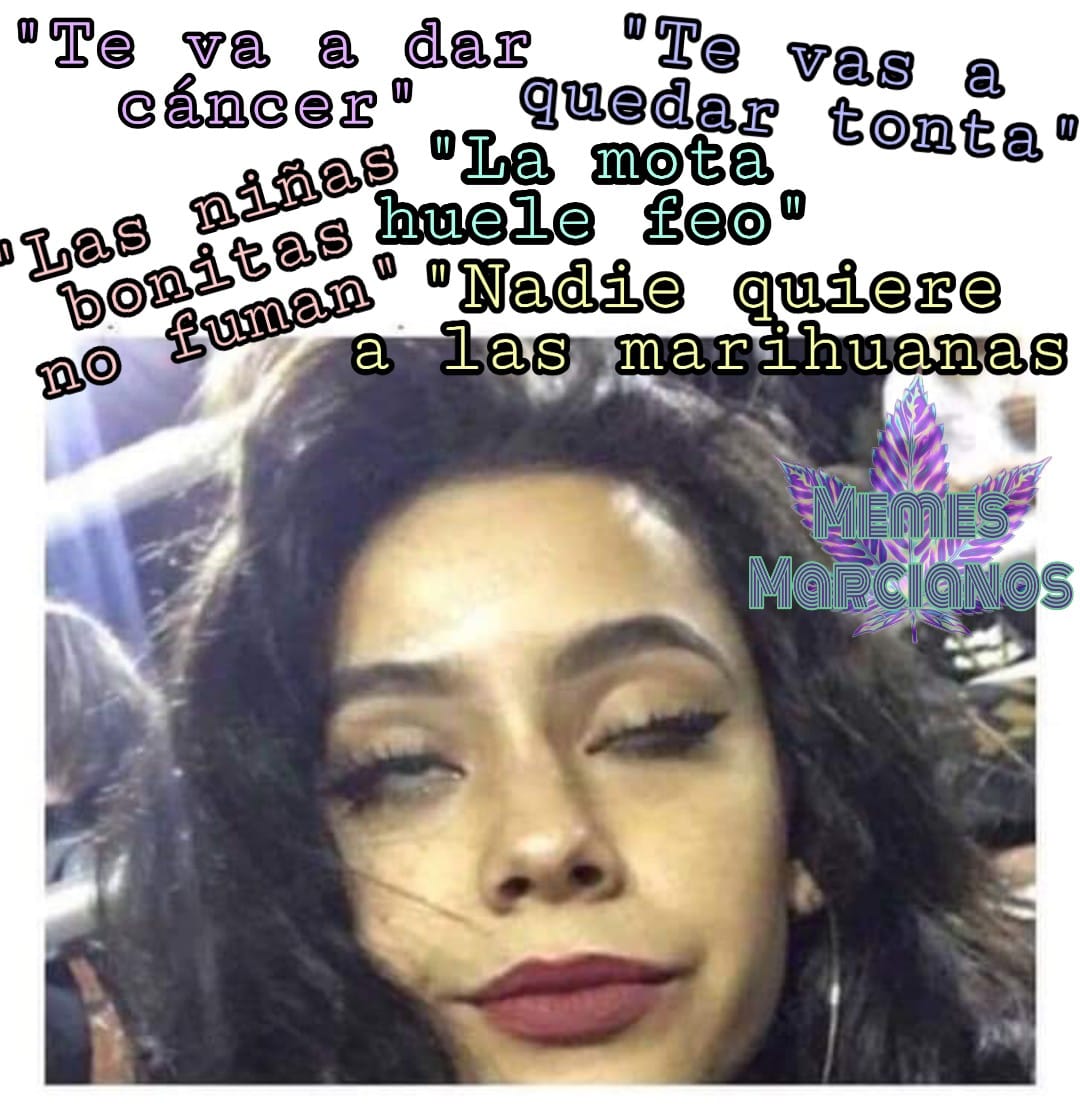 "Te va a dar
cáncer"
"Te vas a
quedar tonta"
"Las niñas
bonitas
no fuman"
"La mota
huele feo"
"Nadie quiere
a las marihuanas
Memes
Marcianos